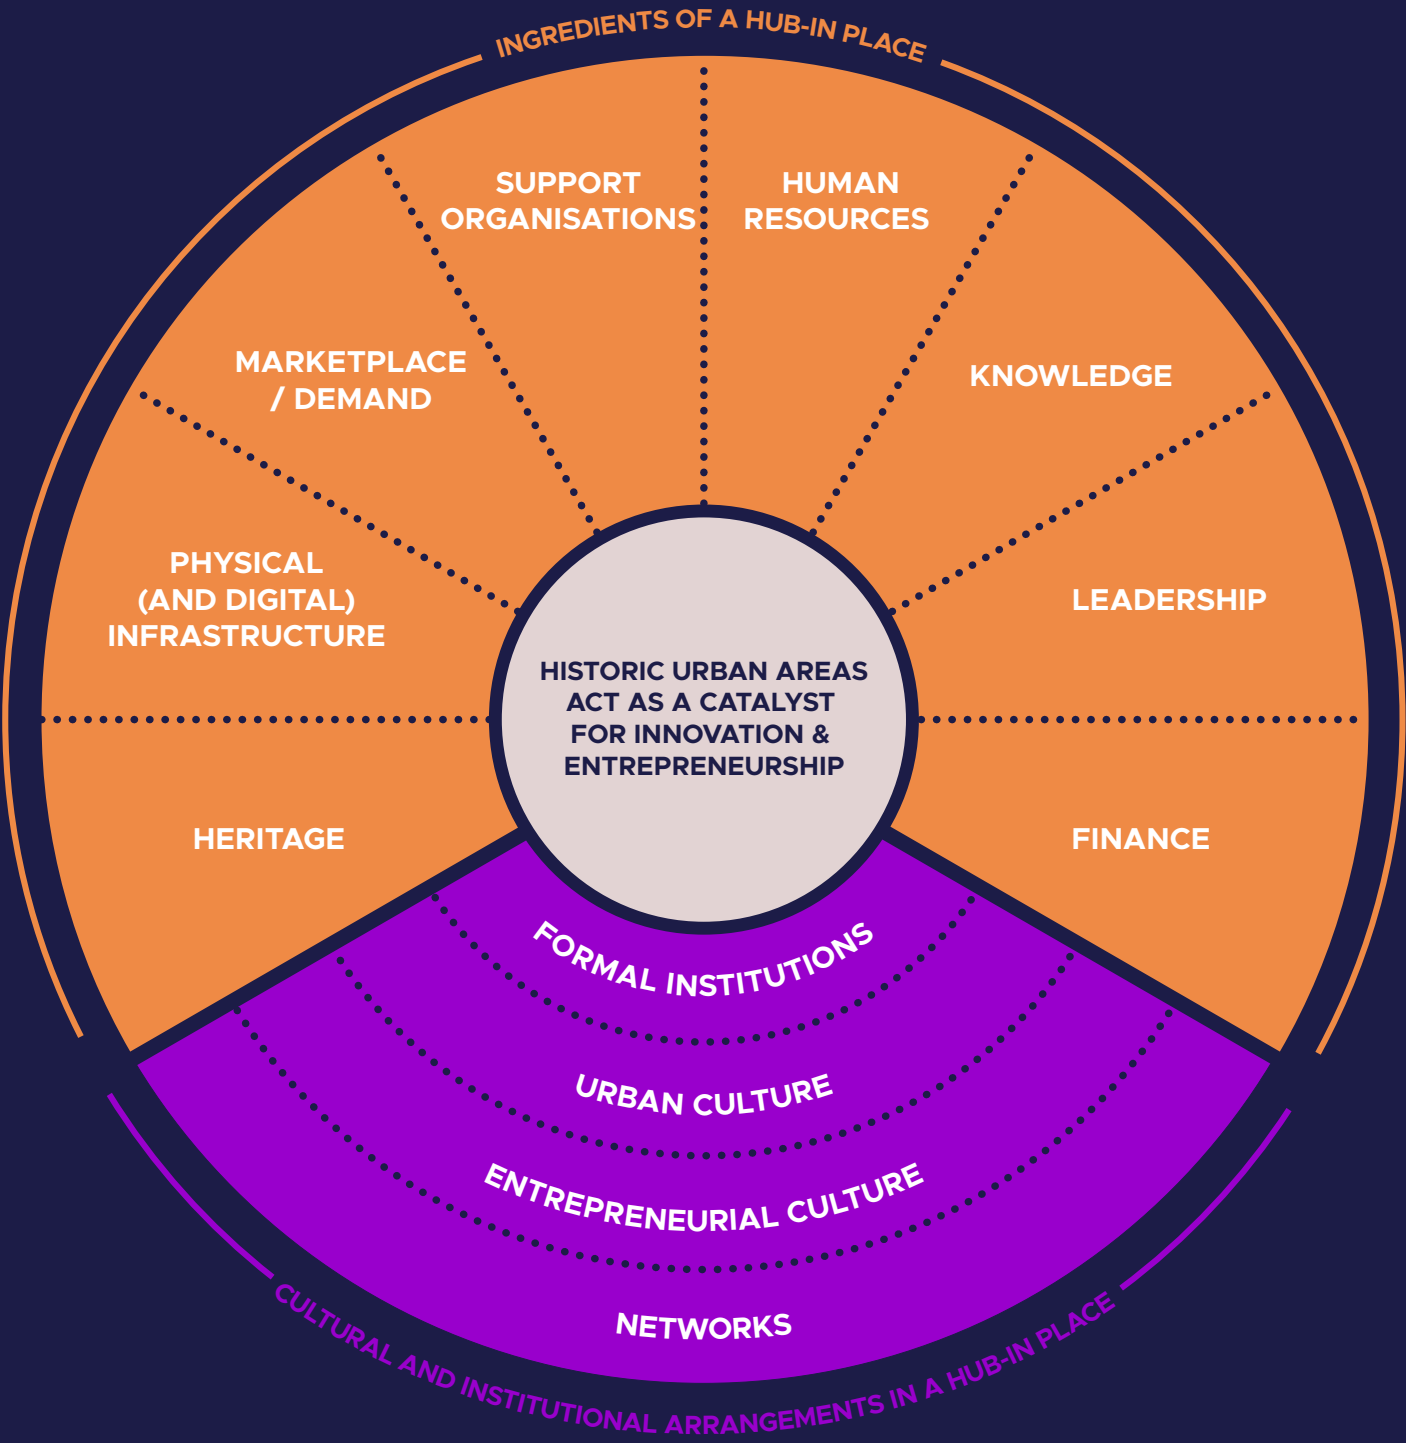 INGREDIENTS OF A HUB-IN PLACE
SUPPORT
ORGANISATIONS
HUMAN
RESOURCES
MARKETPLACE
/ DEMAND
KNOWLEDGE
PHYSICAL
(AND DIGITAL)
INFRASTRUCTURE
LEADERSHIP
HISTORIC URBAN AREAS
ACT AS A CATALYST
FOR INNOVATION &
ENTREPRENEURSHIP
HERITAGE
FINANCE
FORMAL INSTITUTIONS
URBAN CULTURE
ENTREPRENEURIAL CULTURE
NETWORKS
CULTURAL AND INSTITUTIONAL ARRANGEMENTS IN A HUB-IN PLACE